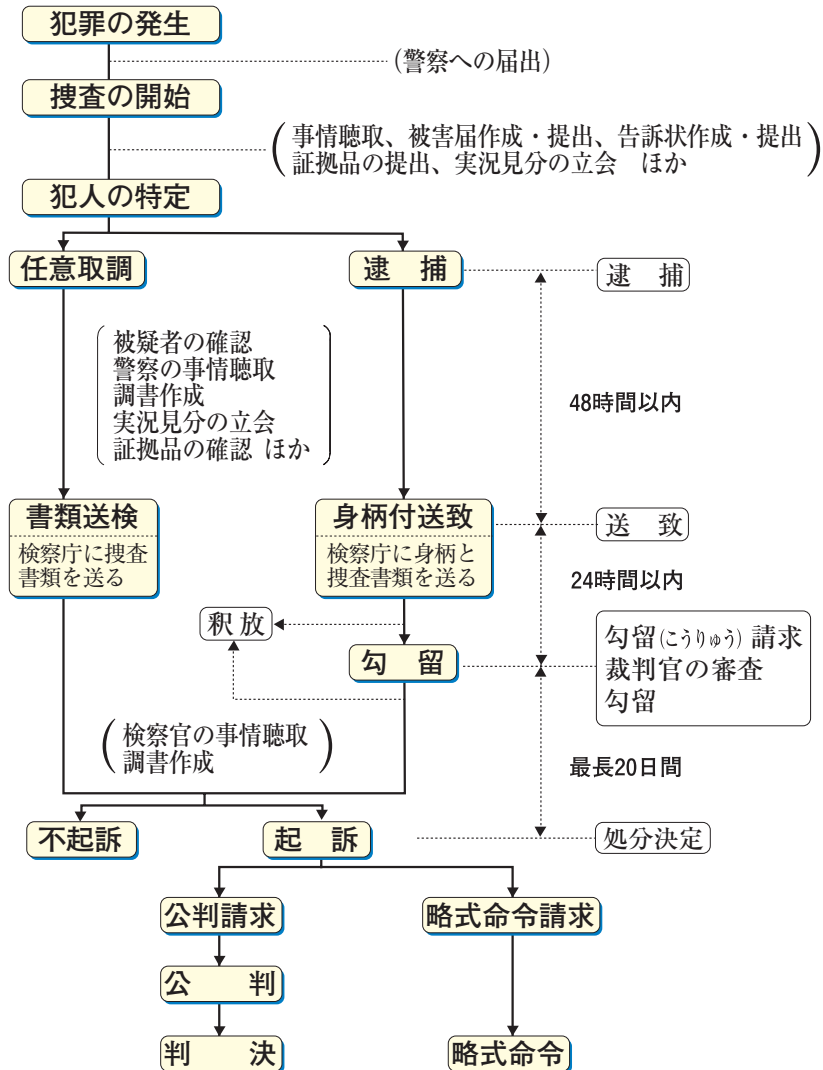 犯罪の発生
(警察への届出)
捜査の開始
事情聴取、被害届作成・提出、告訴状作成・提出
証拠品の提出、実況見分の立会　ほか
犯人の特定
任意取調
逮　捕
逮　捕
被疑者の確認
警察の事情聴取
調書作成
実況見分の立会
証拠品の確認 ほか
48時間以内
書類送検
検察庁に捜査
書類を送る
身柄付送致
検察庁に身柄と
捜査書類を送る
送　致
24時間以内
釈 放
勾　留
勾留(こうりゅう) 請求
裁判官の審査
勾留
検察官の事情聴取
調書作成
最長20日間
不起訴
起　訴
処分決定
公判請求
略式命令請求
公　　判
判　　決
略式命令